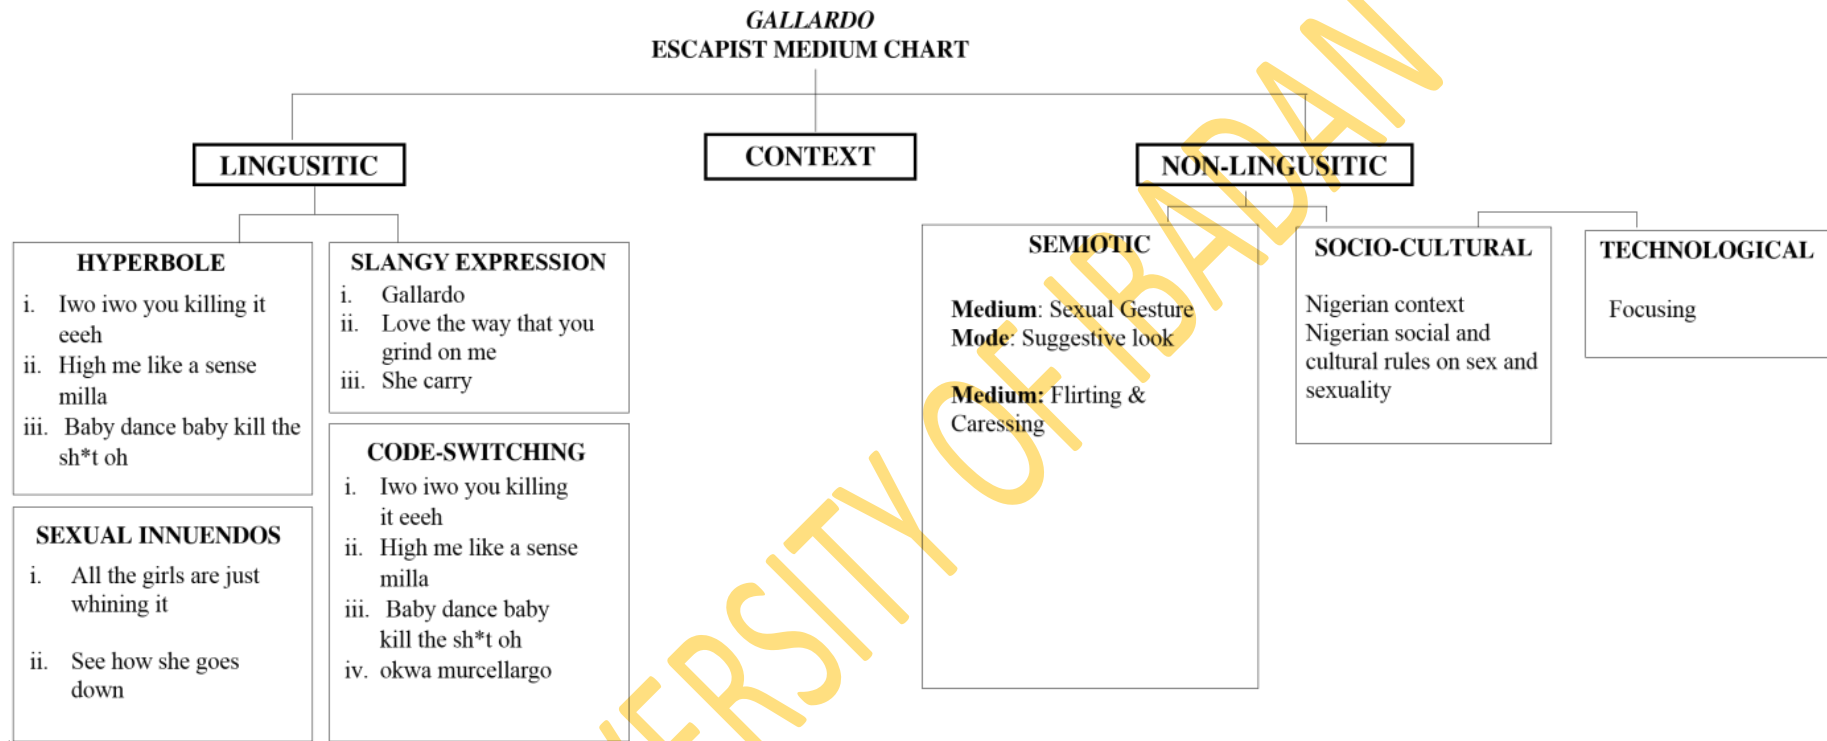 GALLARDO
ESCAPIST MEDIUM CHART
LINGUSITIC
CONTEXT
NON-LINGUSITIC
HYPERBOLE
i. Iwo iwo you killing it
eeeh
ii. High me like a sense
milla
iii. Baby dance baby kill the
sh*t oh
SEXUAL INNUENDOS
i. All the girls are just
whining it
ii. See how she goes
down
SLANGY EXPRESSION
i. Gallardo
ii. Love the way that you
grind on me
iii. She carry
CODE-SWITCHING
i. Iwo iwo you killing
it eeeh
ii. High me like a sense
milla
iii. Baby dance baby
kill the sh*t oh
iv. okwa murcellargo
SEMIOTIC
Medium: Sexual Gesture
Mode: Suggestive look
Medium: Flirting &
Caressing
SOCIO-CULTURAL
Nigerian context
Nigerian social and
cultural rules on sex and
sexuality
TECHNOLOGICAL
Focusing
VERSITY OF IBADAN